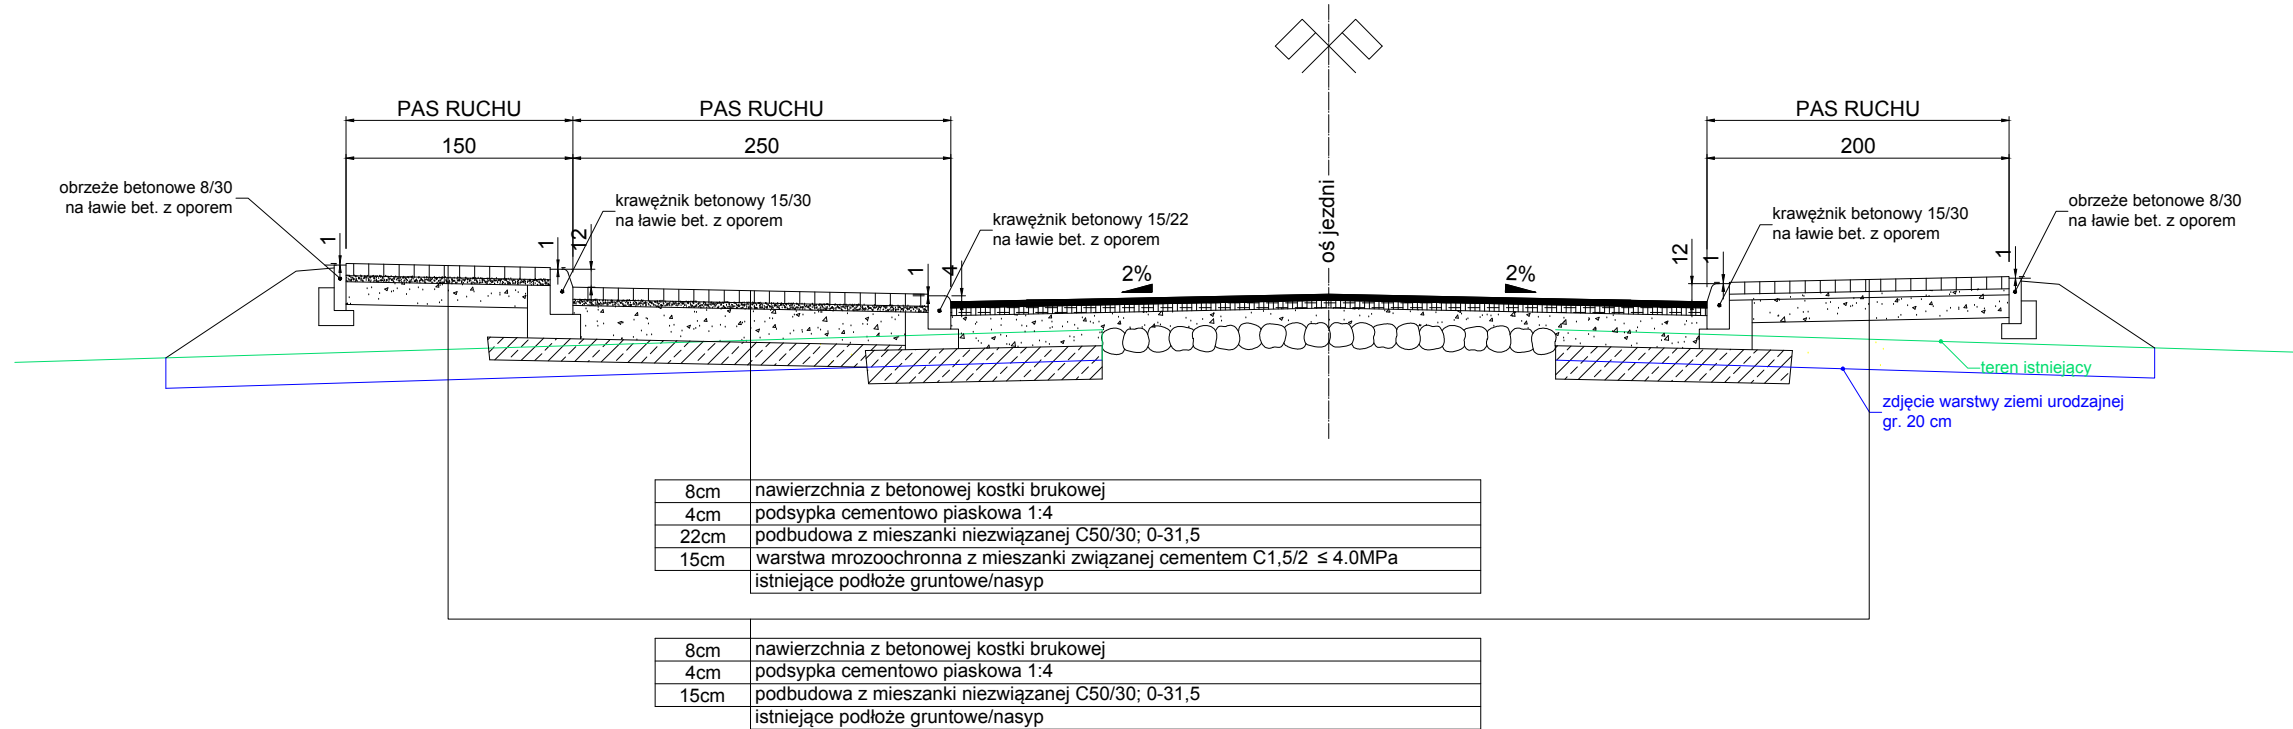 PAS RUCHU
PAS RUCHU
PAS RUCHU
150
250
200
obrzeże betonowe 8/30
na ławie bet. z oporem
krawężnik betonowy 15/30
na ławie bet. z oporem
krawężnik betonowy 15/22
na ławie bet. z oporem
oś jezdni
krawężnik betonowy 15/30
na ławie bet. z oporem
obrzeże betonowe 8/30
na ławie bet. z oporem
1
1
12
1
4
2%
2%
12
1
1
teren istniejący
zdjęcie warstwy ziemi urodzajnej
gr. 20 cm
8cm nawierzchnia z betonowej kostki brukowej
4cm podsypka cementowo piaskowa 1:4
22cm podbudowa z mieszanki niezwiązanej C50/30; 0-31,5
15cm warstwa mrozoochronna z mieszanki związanej cementem C1,5/2 ≤ 4.0MPa
istniejące podłoże gruntowe/nasyp
8cm nawierzchnia z betonowej kostki brukowej
4cm podsypka cementowo piaskowa 1:4
15cm podbudowa z mieszanki niezwiązanej C50/30; 0-31,5
istniejące podłoże gruntowe/nasyp